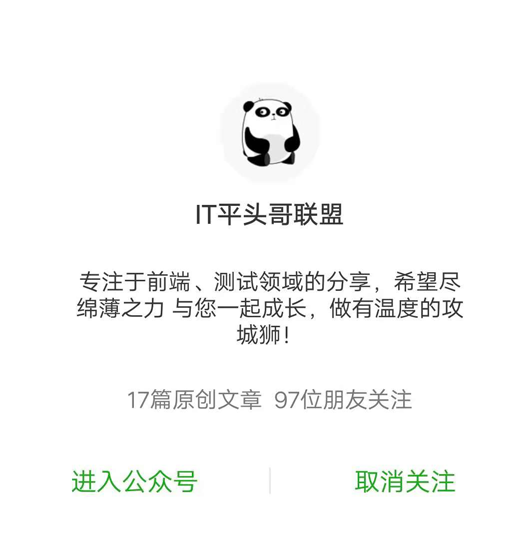 IT平头哥联盟
专注于前端、测试领域的分享，希望尽
绵薄之力 与您一起成长，做有温度的攻
城狮！
17篇原创文章 97位朋友关注
进入公众号
取消关注